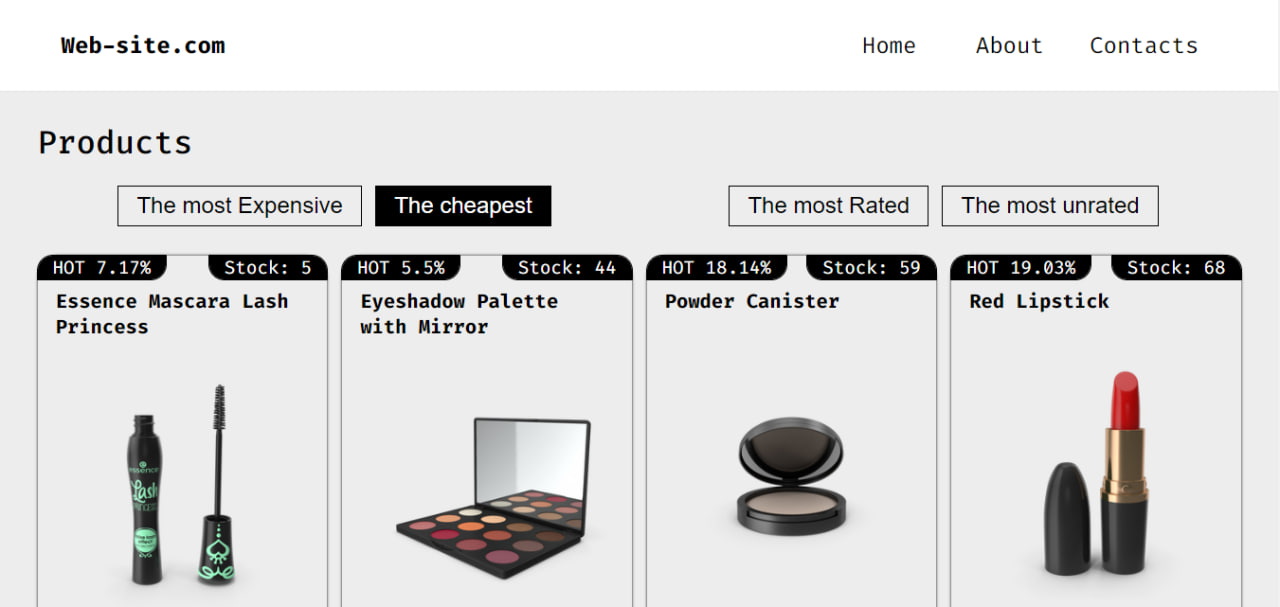 Web-site.com
Home About Contacts
Products
The most Expensive The cheapest The most Rated The most unrated
HOT 7.17% Stock: 5
Essence Mascara Lash
Princess
HOT 5.5% Stock: 44
Eyeshadow Palette
with Mirror
HOT 18.14% Stock: 59
Powder Canister
HOT 19.03% Stock: 68
Red Lipstick
essence
Lash
PRINCESS